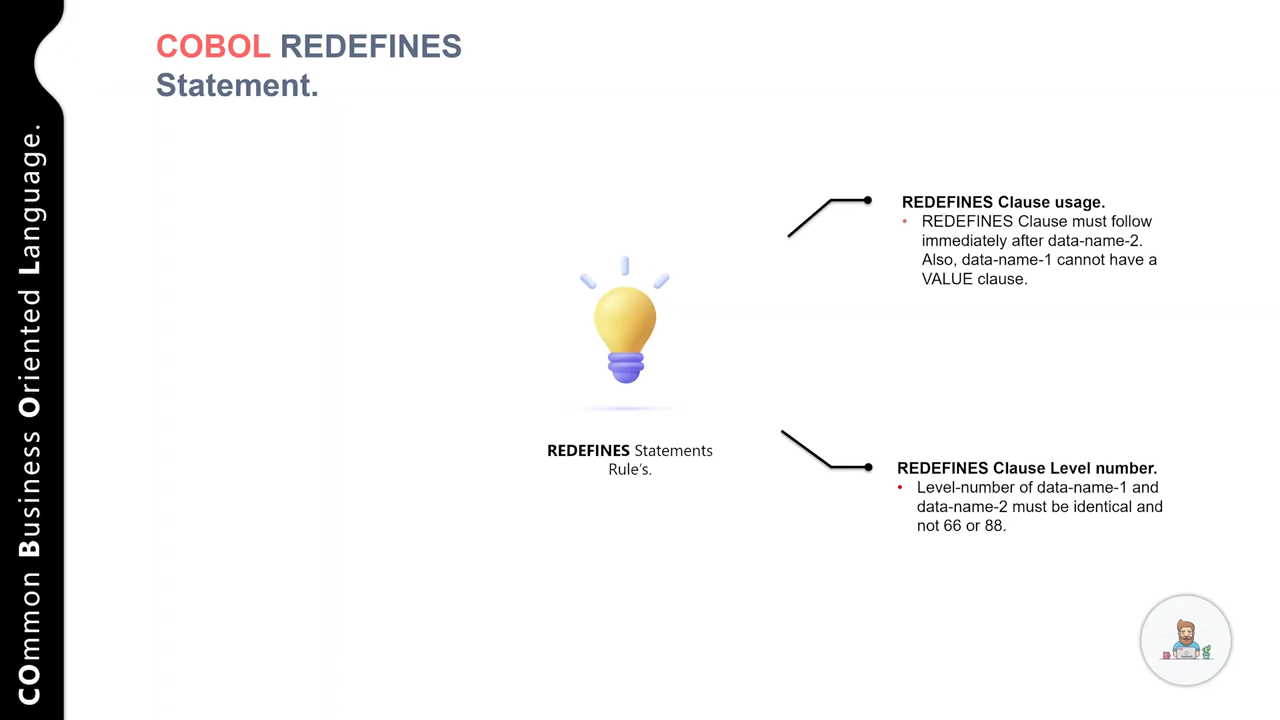 COBOL REDEFINES
Statement.
COmmon Business Oriented Language.
REDEFINES Clause usage.
• REDEFINES Clause must follow
immediately after data-name-2.
Also, data-name-1 cannot have a
VALUE clause.
REDEFINES Statements
Rule's.
REDEFINES Clause Level number.
• Level-number of data-name-1 and
data-name-2 must be identical and
not 66 or 88.